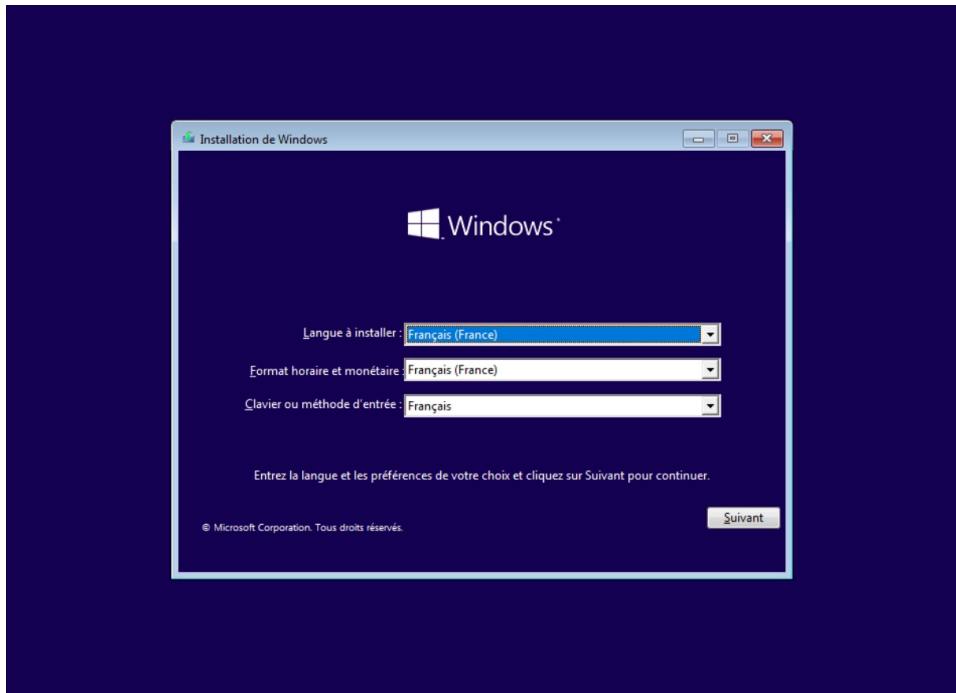 Installation de Windows
Windows
Langue à installer : Français (France)
Format horaire et monétaire : Français (France)
Clavier ou méthode d'entrée : Français
Entrez la langue et les préférences de votre choix et cliquez sur Suivant pour continuer.
Suivant
© Microsoft Corporation. Tous droits réservés.